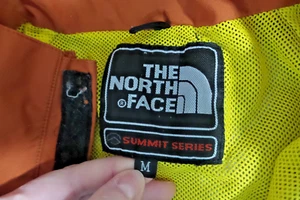 THE
NORTH
®FACE
SUMMIT SERIES
M